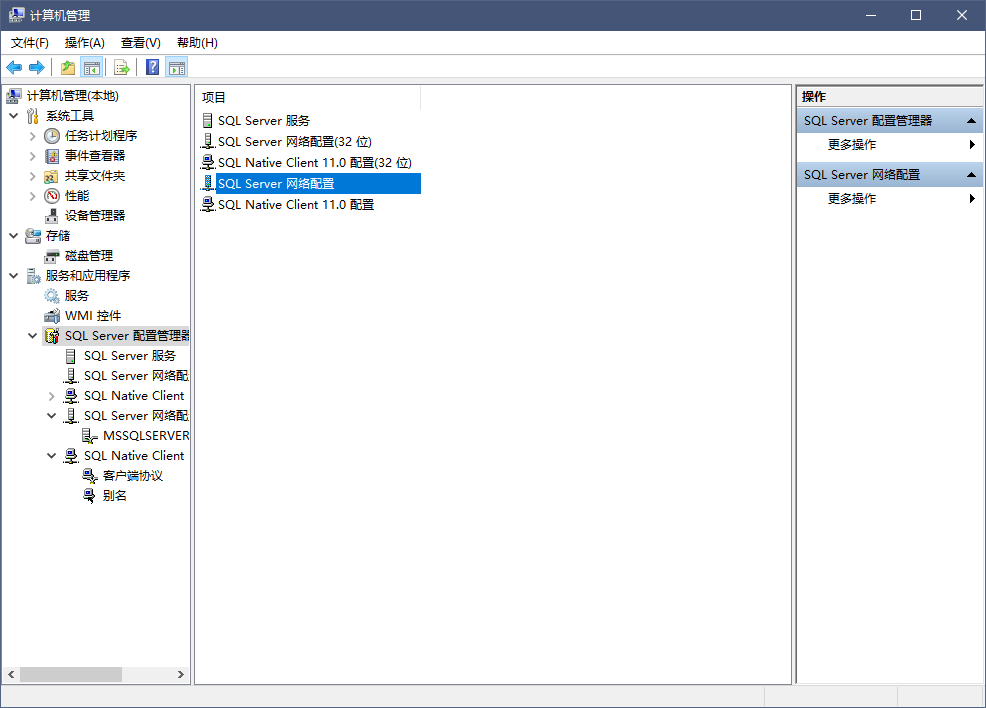 计算机管理
文件(F) 操作(A) 查看(V) 帮助(H)
计算机管理(本地)
系统工具
任务计划程序
事件查看器
共享文件夹
性能
设备管理器
存储
磁盘管理
服务和应用程序
服务
WMI 控件
SQL Server 配置管理器
SQL Server 服务
SQL Server 网络配
SQL Native Client
SQL Server 网络配
MSSQLSERVER
SQL Native Client
客户端协议
别名
项目
SQL Server 服务
SQL Server 网络配置(32 位)
SQL Native Client 11.0 配置(32 位)
SQL Server 网络配置
SQL Native Client 11.0 配置
操作
SQL Server 配置管理器
更多操作
SQL Server 网络配置
更多操作